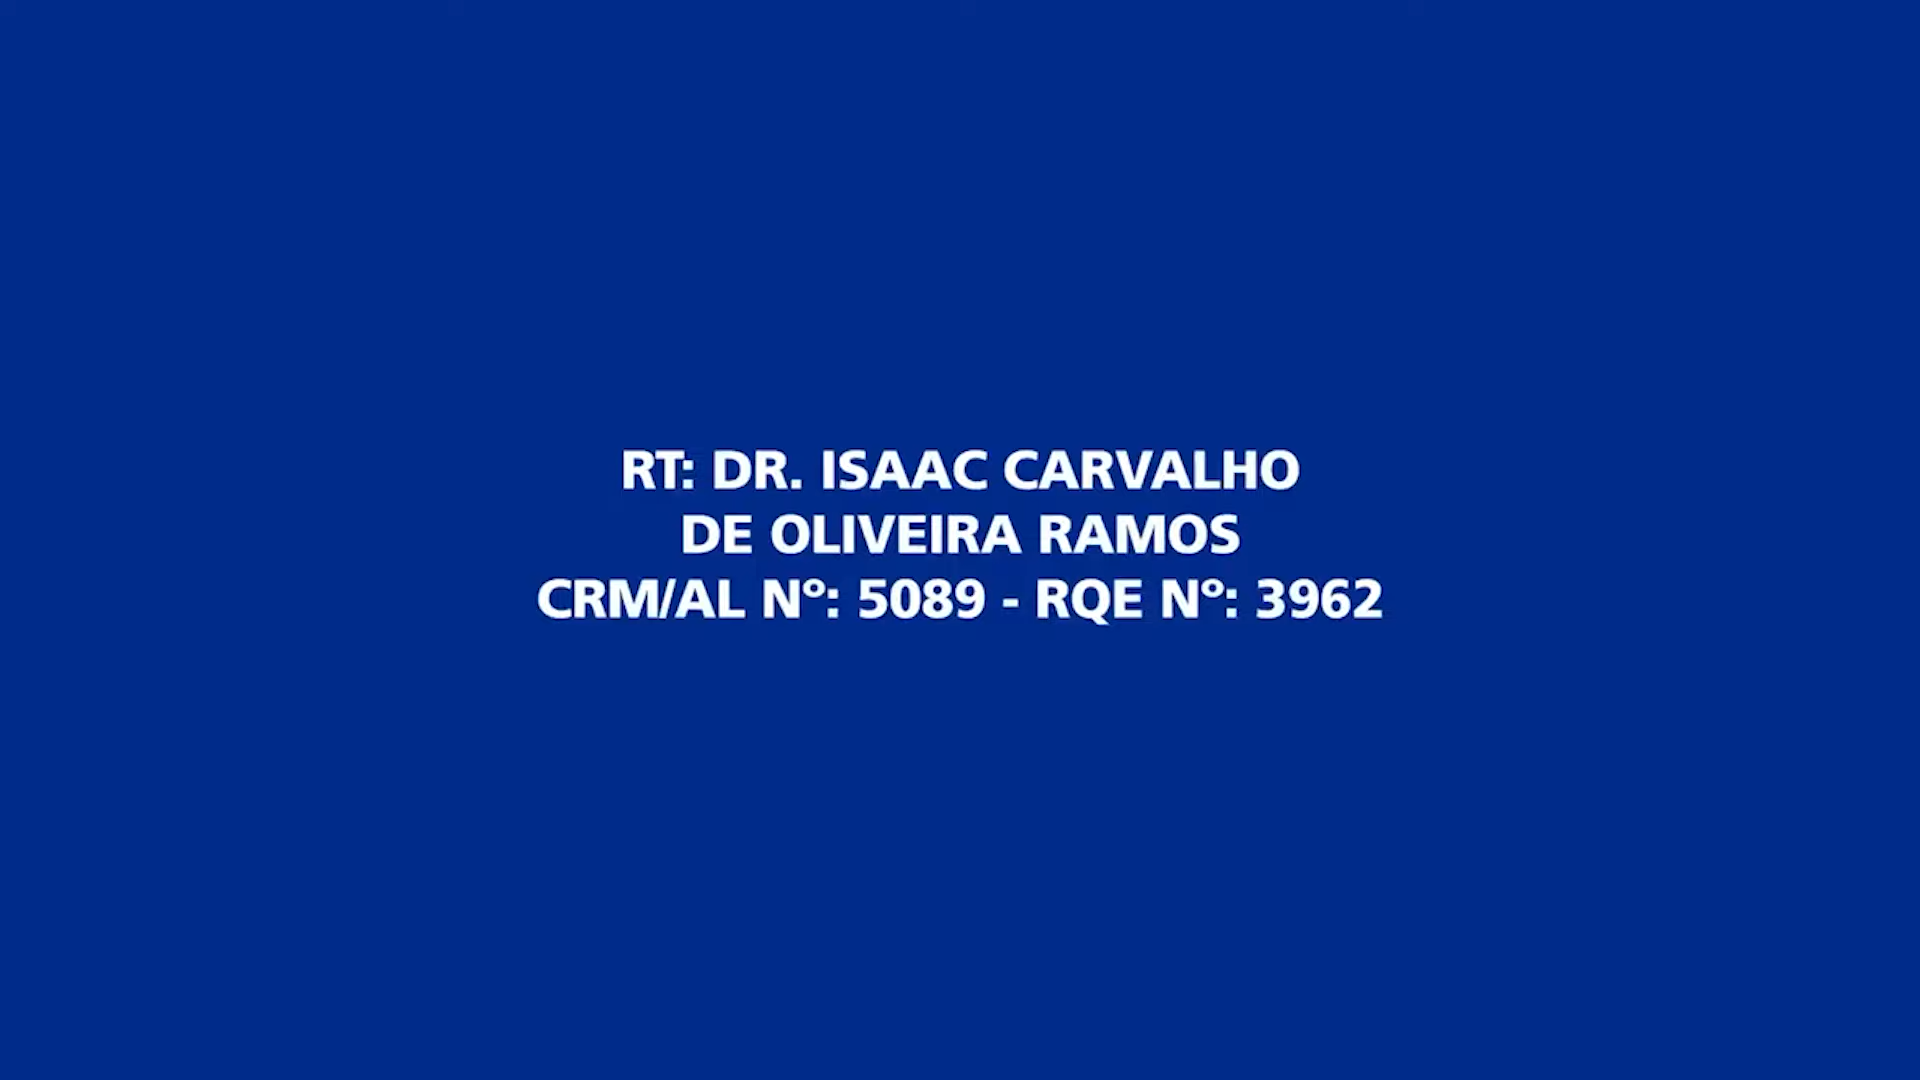 RT: DR. ISAAC CARVALHO
DE OLIVEIRA RAMOS
CRM/AL Nº: 5089 - RQE Nº: 3962